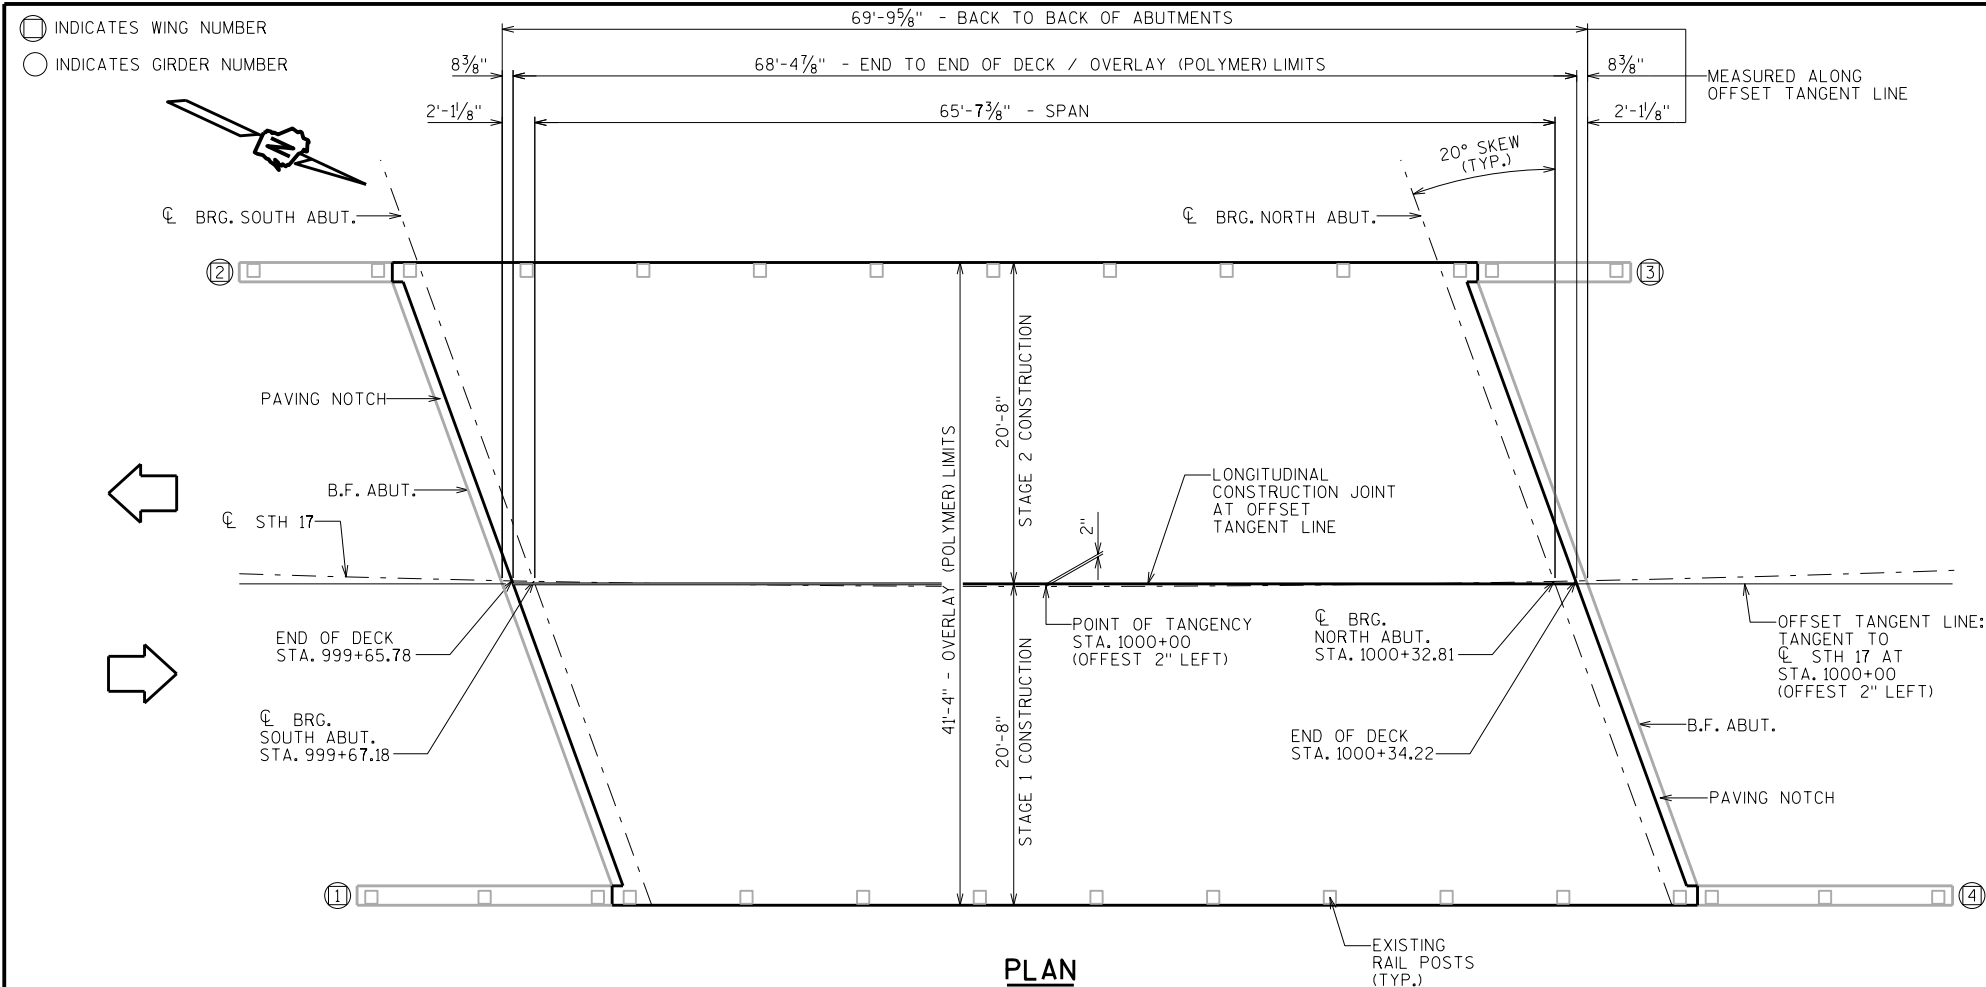 INDICATES WING NUMBER
INDICATES GIRDER NUMBER
N
69'-9⅝" - BACK TO BACK OF ABUTMENTS
8⅜"
68'-4⅞" - END TO END OF DECK / OVERLAY (POLYMER) LIMITS
8⅜"
MEASURED ALONG
OFFSET TANGENT LINE
2'-1⅛"
65'-7⅜" - SPAN
2'-1⅛"
20° SKEW
(TYP.)
℄ BRG. SOUTH ABUT.
℄ BRG. NORTH ABUT.
2
3
PAVING NOTCH
B.F. ABUT.
℄ STH 17
41'-4" - OVERLAY (POLYMER) LIMITS
20'-8"
STAGE 2 CONSTRUCTION
LONGITUDINAL
CONSTRUCTION JOINT
AT OFFSET
TANGENT LINE
2"
END OF DECK
STA. 999+65.78
℄ BRG.
SOUTH ABUT.
STA. 999+67.18
20'-8"
STAGE 1 CONSTRUCTION
POINT OF TANGENCY
STA. 1000+00
(OFFEST 2" LEFT)
℄ BRG.
NORTH ABUT.
STA. 1000+32.81
END OF DECK
STA. 1000+34.22
OFFSET TANGENT LINE:
TANGENT TO
℄ STH 17 AT
STA. 1000+00
(OFFEST 2" LEFT)
B.F. ABUT.
PAVING NOTCH
1
4
EXISTING
RAIL POSTS
(TYP.)
PLAN